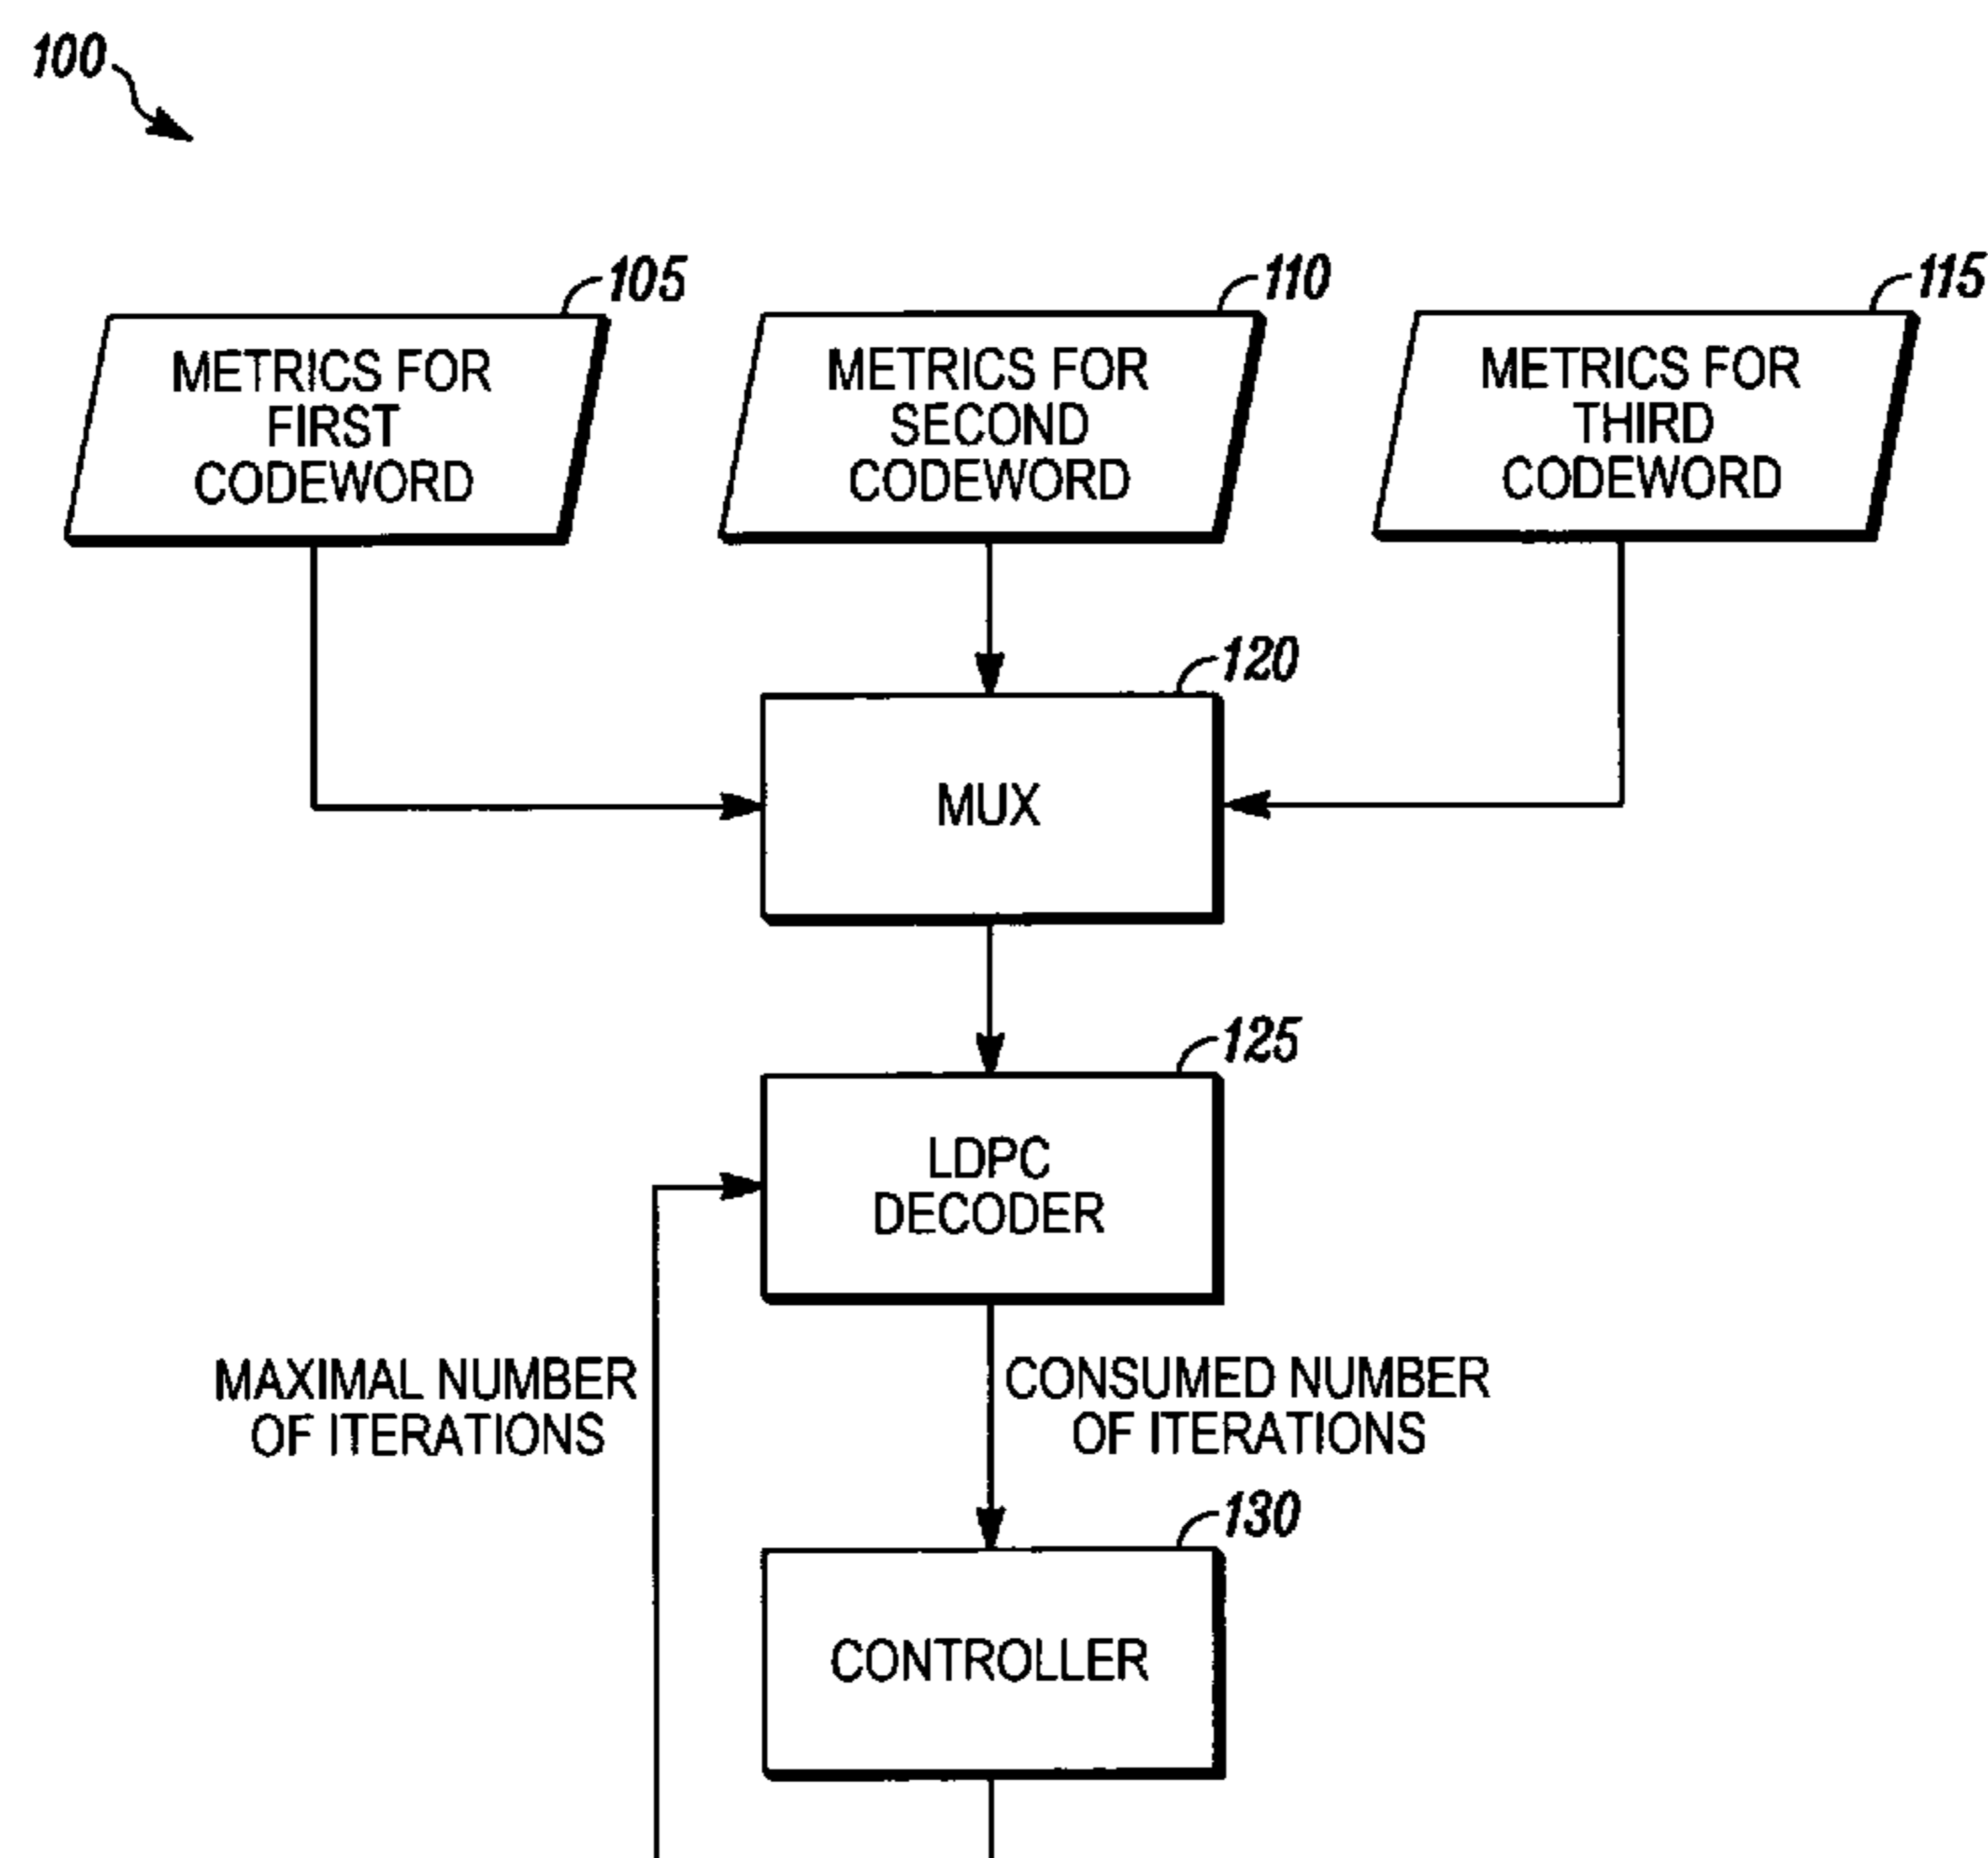 100
105
METRICS FOR
FIRST
CODEWORD
110
METRICS FOR
SECOND
CODEWORD
115
METRICS FOR
THIRD
CODEWORD
120
MUX
125
LDPC
DECODER
MAXIMAL NUMBER
OF ITERATIONS
CONSUMED NUMBER
OF ITERATIONS
130
CONTROLLER